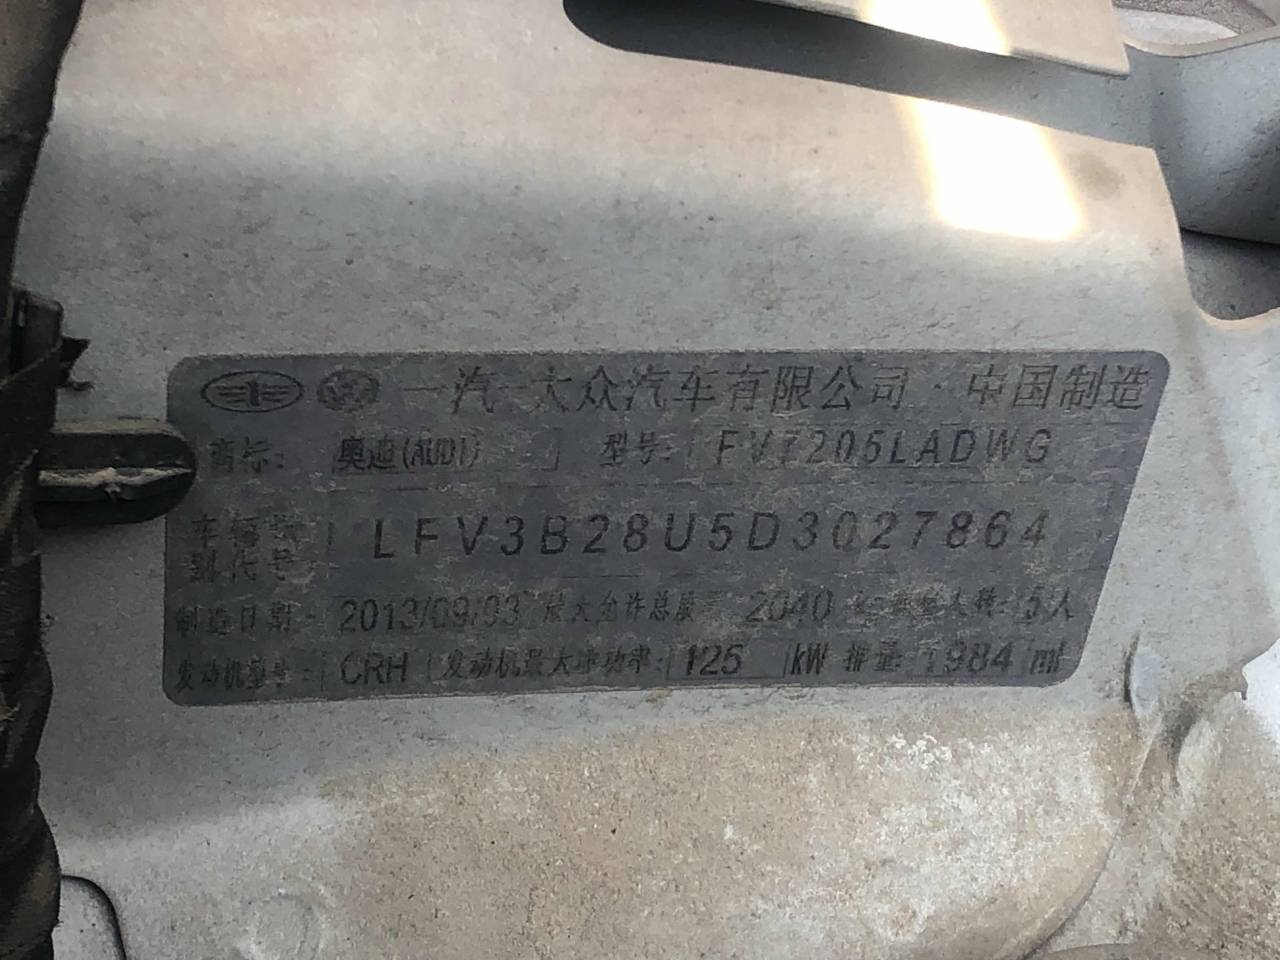 一汽-大众汽车有限公司·中国制造
商标: 奥迪(AUDI) 型号: FV7205LADWG
车辆识
别代号: LFV3B28U5D3027864
制造日期: 2013/09/03 最大允许总质量 2040 kg 乘坐人数: 5人
发动机型号: CRH 发动机最大净功率: 125 kW 排量: 1984 ml